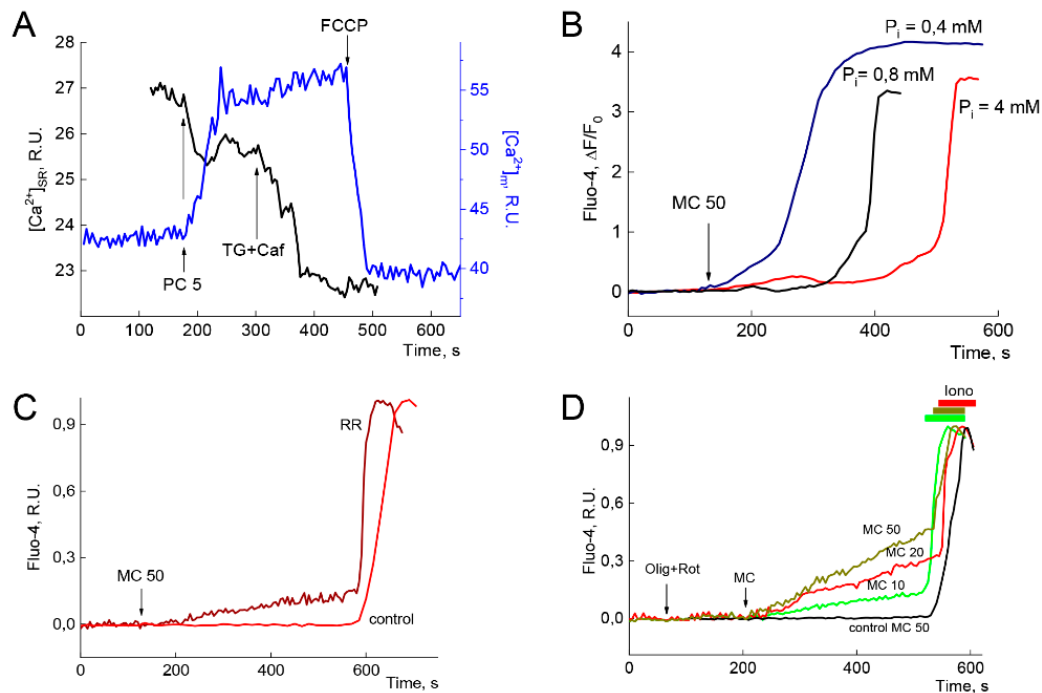 A
FCCP
28
27
26
25
24
23
[Ca²⁺]SR, R.U.
55
50
45
40
[Ca²⁺]m, R.U.
TG+Caf
PC 5
0 100 200 300 400 500 600
Time, s
B
Pi = 0,4 mM
Pi = 0,8 mM
Pi = 4 mM
4
3
2
1
0
Fluo-4, ΔF/F0
MC 50
0 200 400 600
Time, s
C
0,9
0,6
0,3
0,0
Fluo-4, R.U.
RR
MC 50
control
0 200 400 600
Time, s
D
Iono
0,9
0,6
0,3
0,0
Fluo-4, R.U.
MC 50
MC 20
Olig+Rot
MC
MC 10
control MC 50
0 200 400 600
Time, s